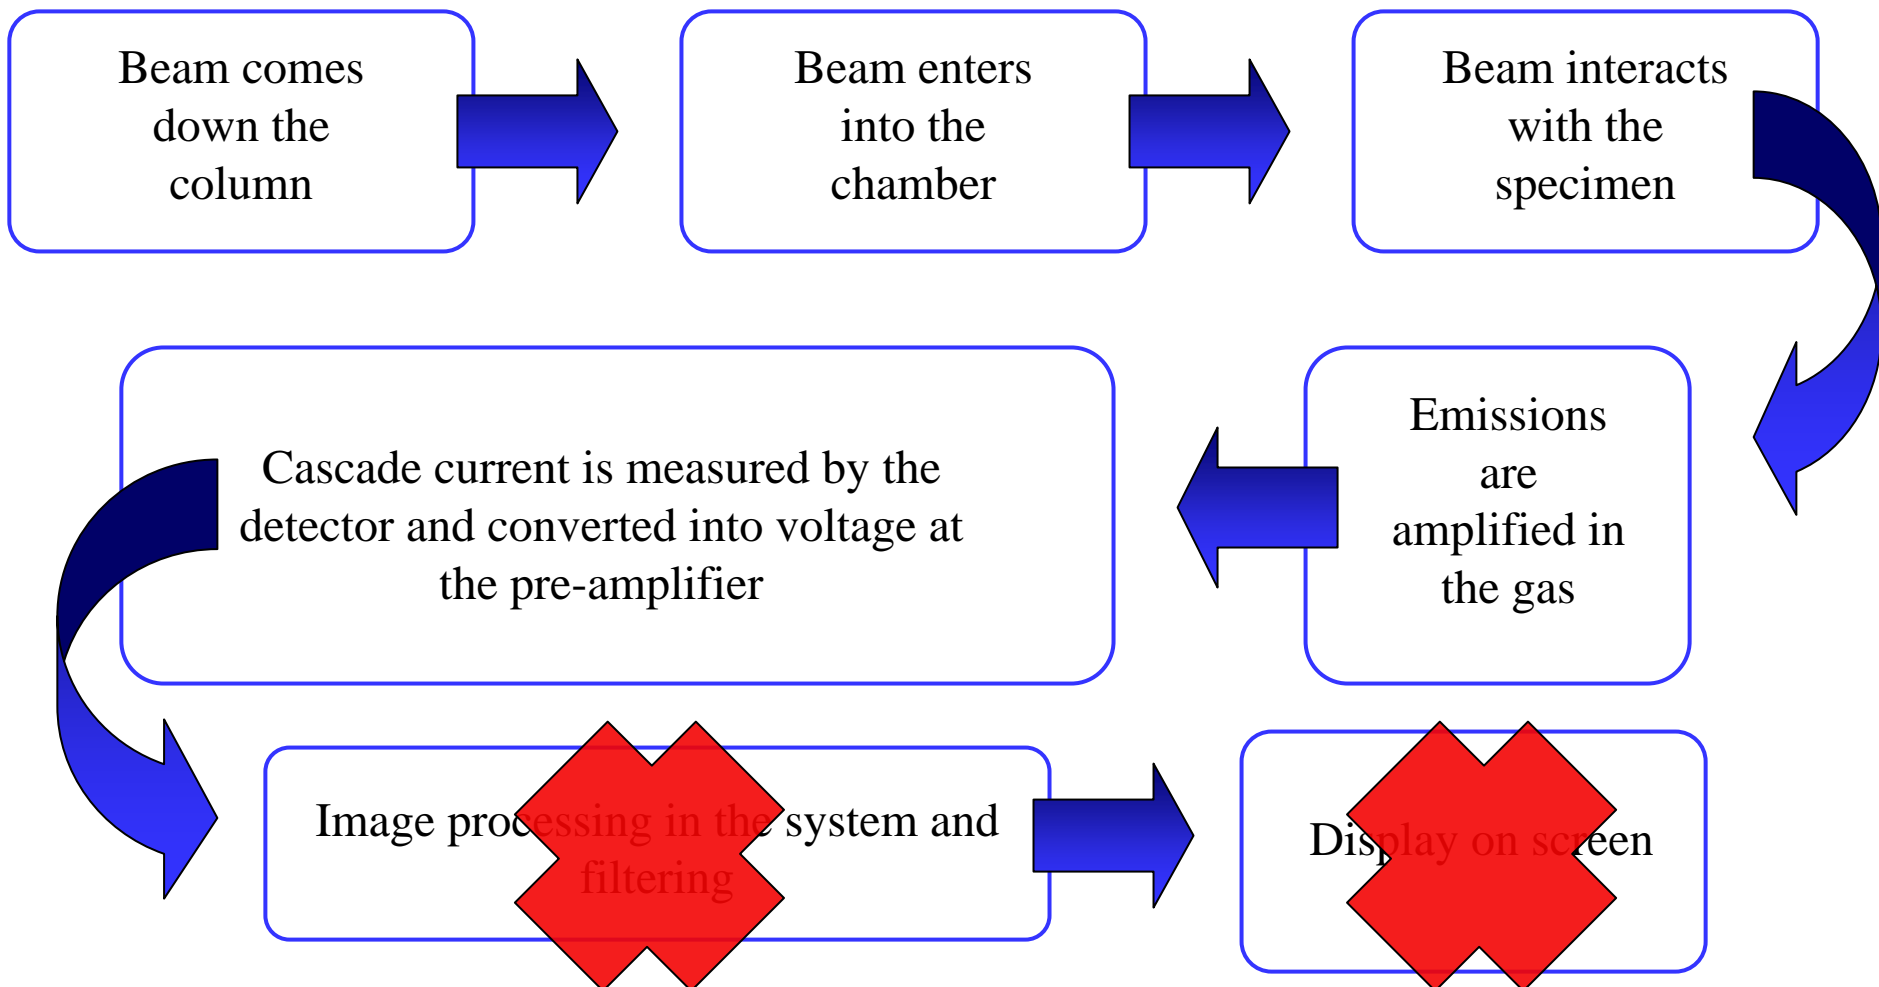 Beam comes
down the
column
Beam enters
into the
chamber
Beam interacts
with the
specimen
Emissions
are
amplified in
the gas
Cascade current is measured by the
detector and converted into voltage at
the pre-amplifier
Image processing in the system and
filtering
Display on screen